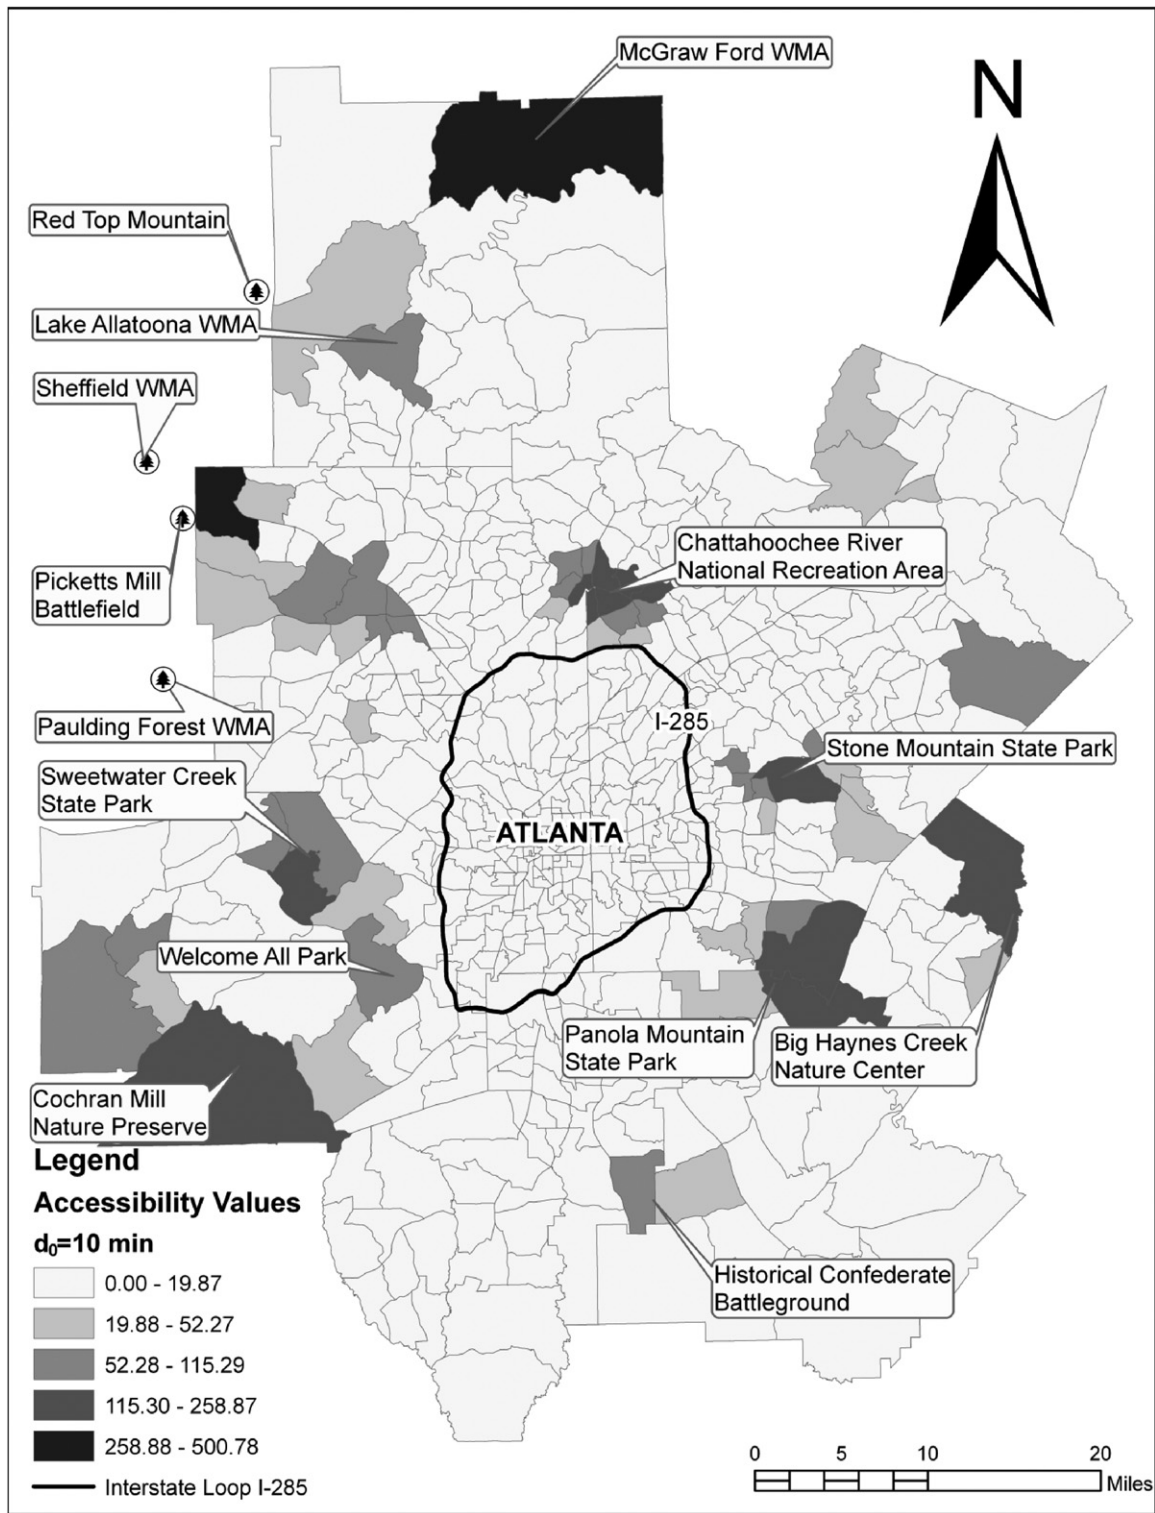 McGraw Ford WMA
N
Red Top Mountain
Lake Allatoona WMA
Sheffield WMA
Chattahoochee River
National Recreation Area
Picketts Mill
Battlefield
Paulding Forest WMA
I-285
Stone Mountain State Park
Sweetwater Creek
State Park
ATLANTA
Welcome All Park
Panola Mountain
State Park
Big Haynes Creek
Nature Center
Cochran Mill
Nature Preserve
Historical Confederate
Battleground
Legend
Accessibility Values
d₀=10 min
0.00 - 19.87
19.88 - 52.27
52.28 - 115.29
115.30 - 258.87
258.88 - 500.78
Interstate Loop I-285
0 5 10 20
Miles